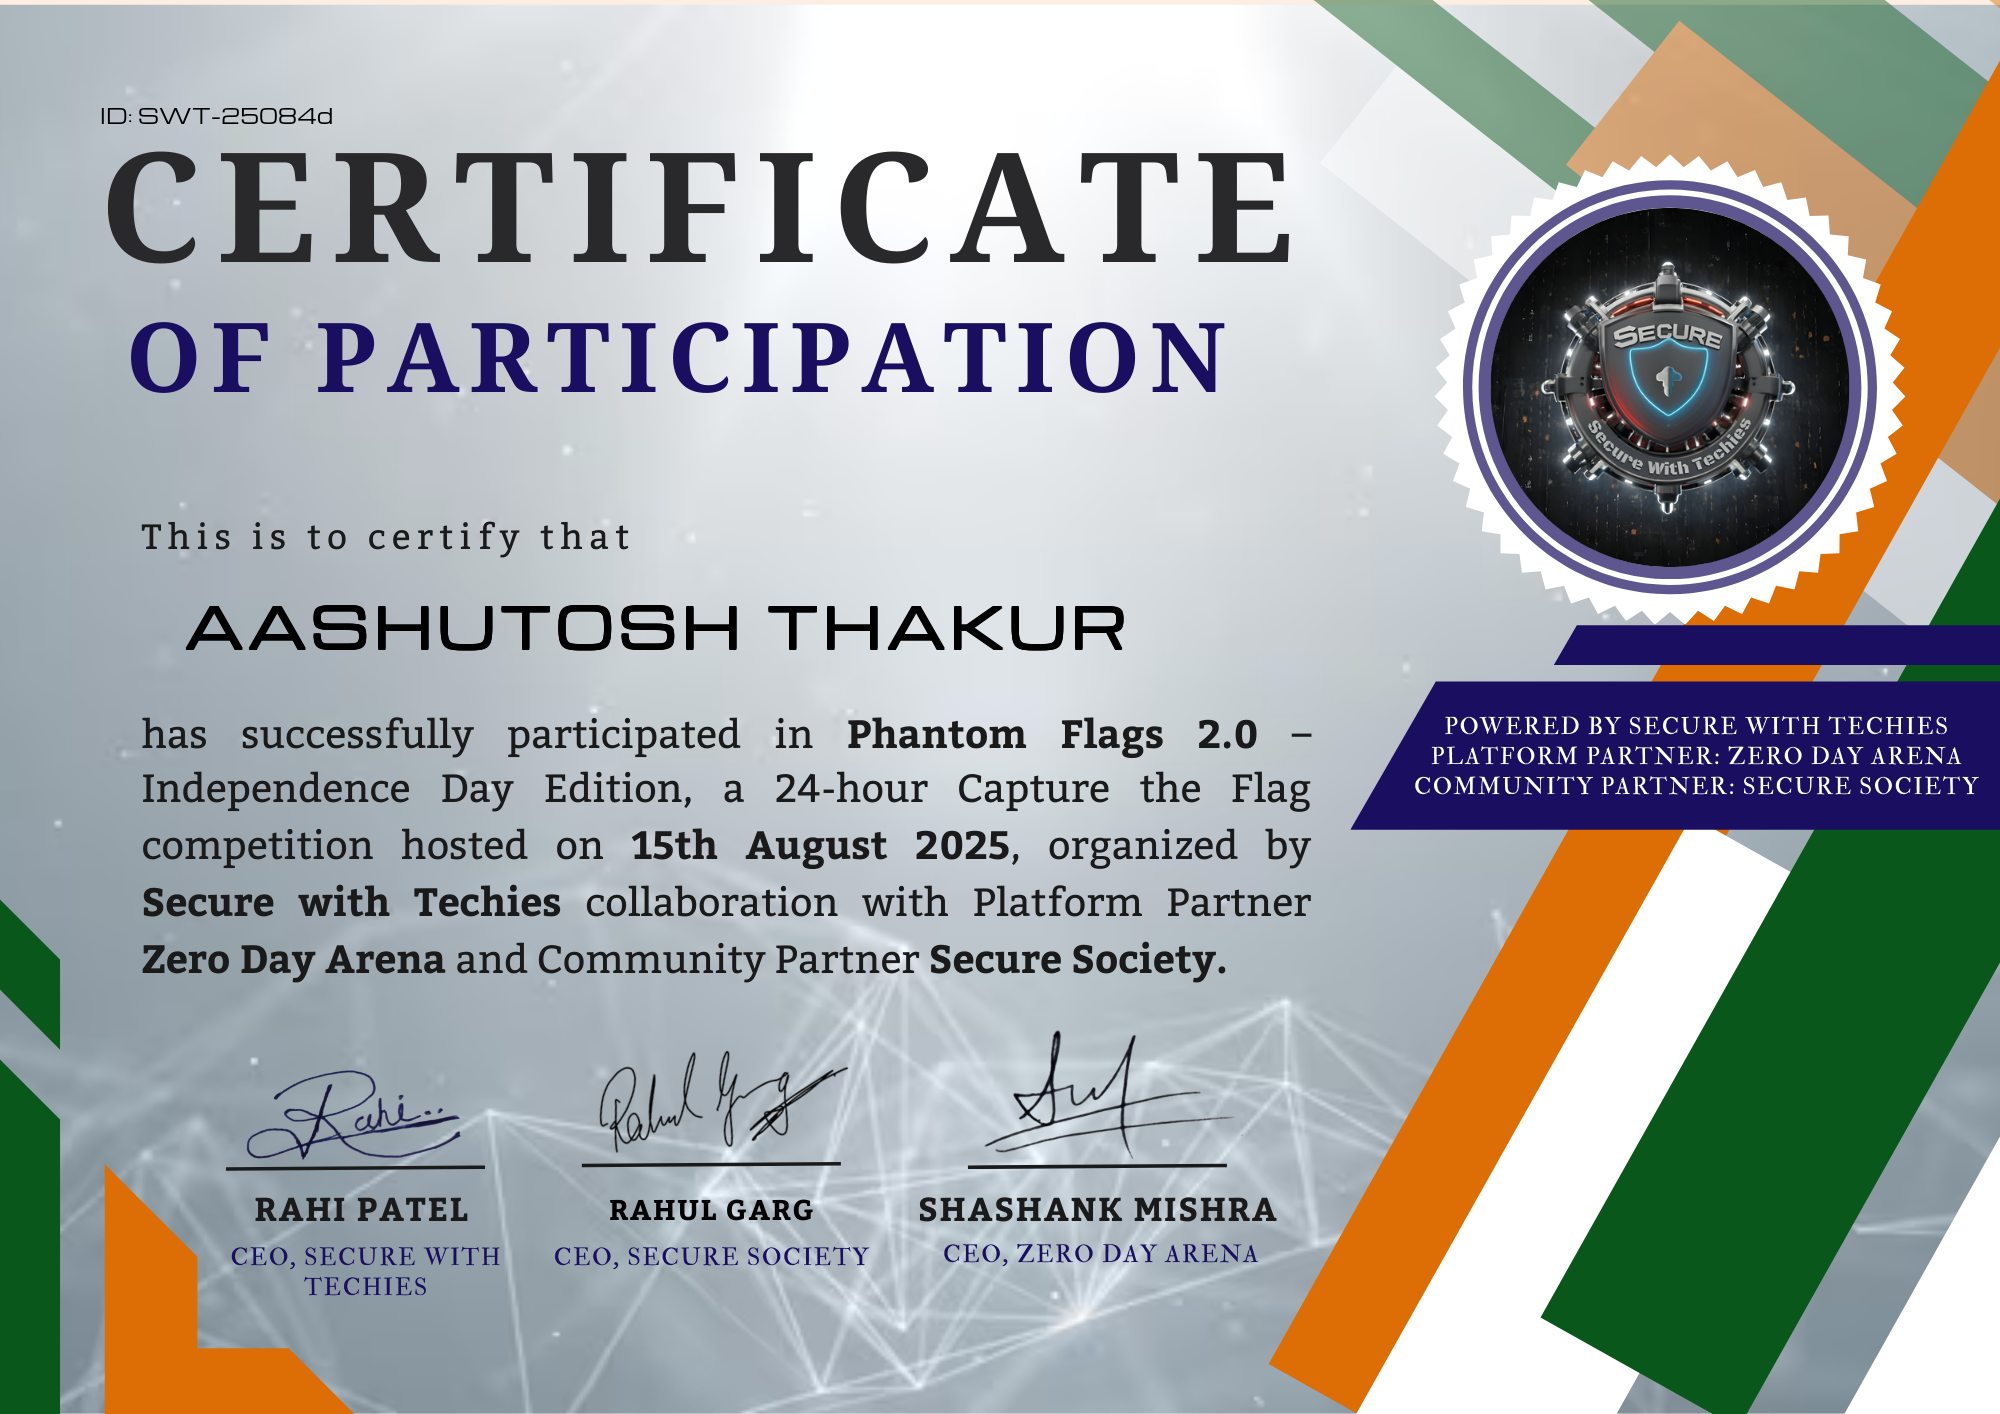 ID: SWT-25084d
CERTIFICATE
OF PARTICIPATION
SECURE
Secure With Techies
This is to certify that
AASHUTOSH THAKUR
has successfully participated in Phantom Flags 2.0 –
Independence Day Edition, a 24-hour Capture the Flag
competition hosted on 15th August 2025, organized by
Secure with Techies collaboration with Platform Partner
Zero Day Arena and Community Partner Secure Society.
POWERED BY SECURE WITH TECHIES
PLATFORM PARTNER: ZERO DAY ARENA
COMMUNITY PARTNER: SECURE SOCIETY
Rahi
Rahul Garg
RAHI PATEL
CEO, SECURE WITH
TECHIES
RAHUL GARG
CEO, SECURE SOCIETY
SHASHANK MISHRA
CEO, ZERO DAY ARENA